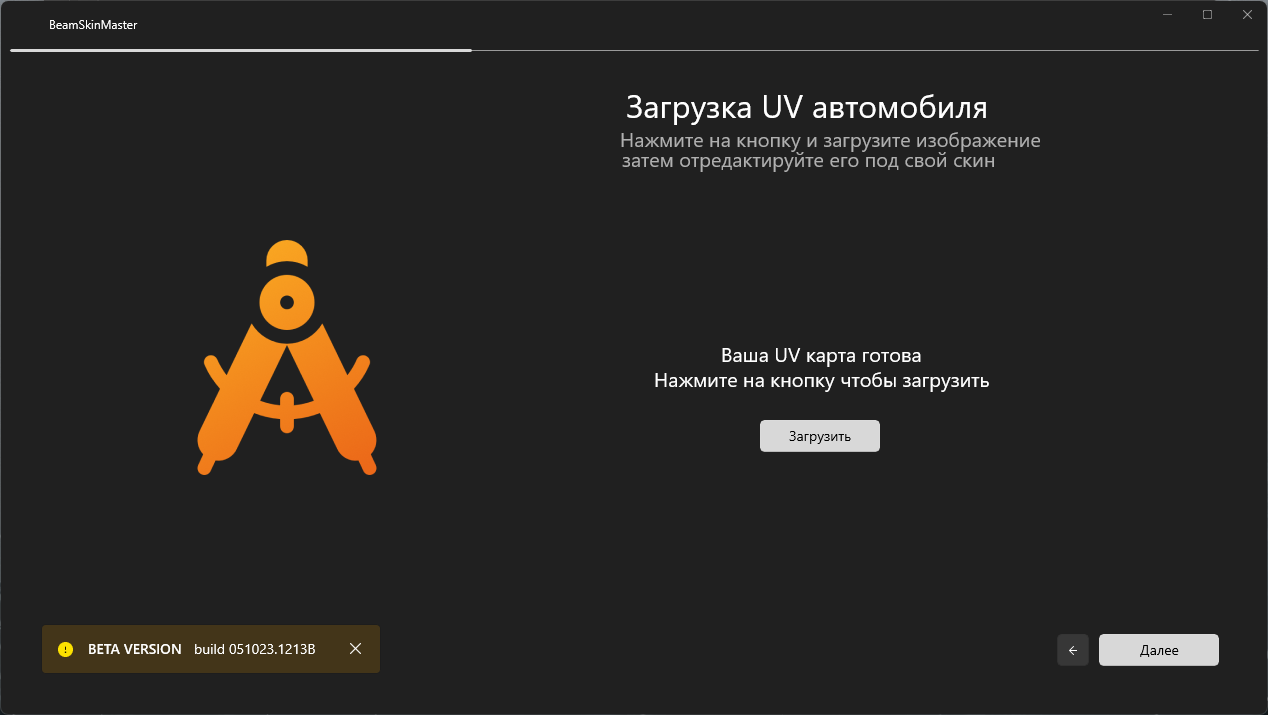 BeamSkinMaster
Загрузка UV автомобиля
Нажмите на кнопку и загрузите изображение
затем отредактируйте его под свой скин
Ваша UV карта готова
Нажмите на кнопку чтобы загрузить
Загрузить
BETA VERSION build 051023.1213B
Далее